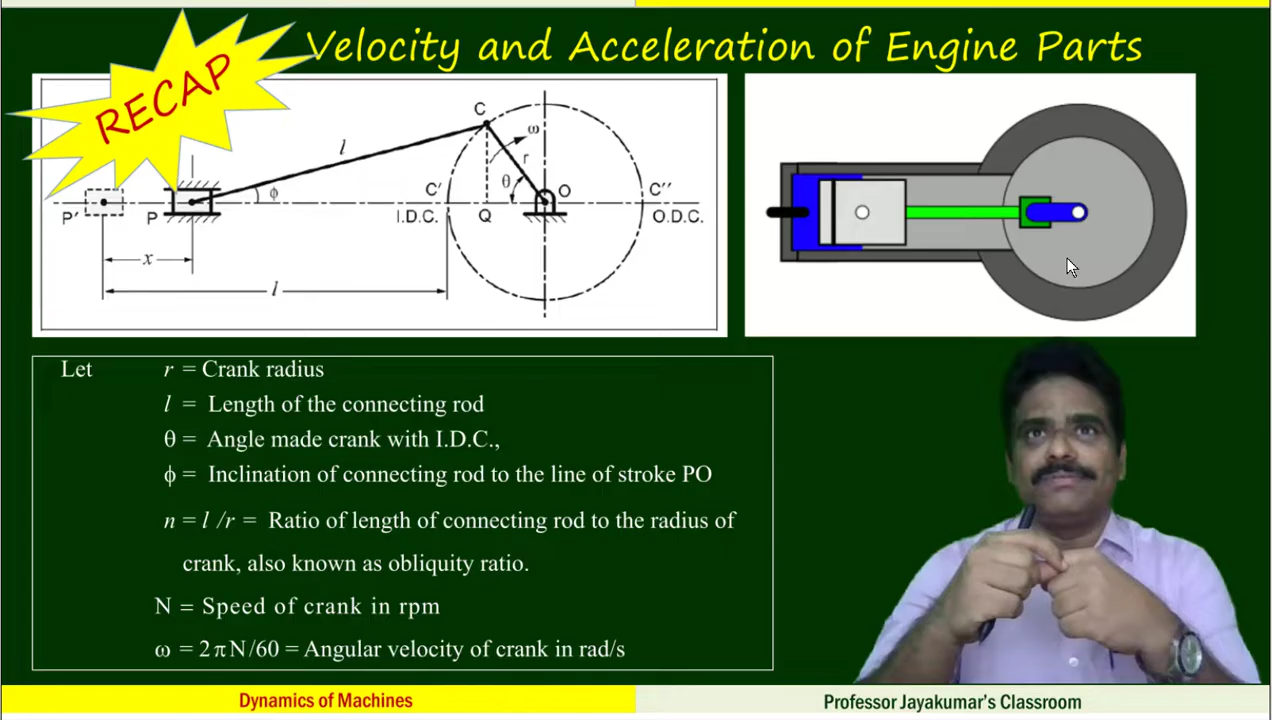 Velocity and Acceleration of Engine Parts
RECAP
C
l
ω
r
θ
ϕ
C'
O
C''
P'
P
I.D.C.
Q
O.D.C.
x
l
Let r = Crank radius
l = Length of the connecting rod
θ = Angle made crank with I.D.C.,
ϕ = Inclination of connecting rod to the line of stroke PO
n = l /r = Ratio of length of connecting rod to the radius of
crank, also known as obliquity ratio.
N = Speed of crank in rpm
ω = 2πN/60 = Angular velocity of crank in rad/s
Dynamics of Machines
Professor Jayakumar's Classroom